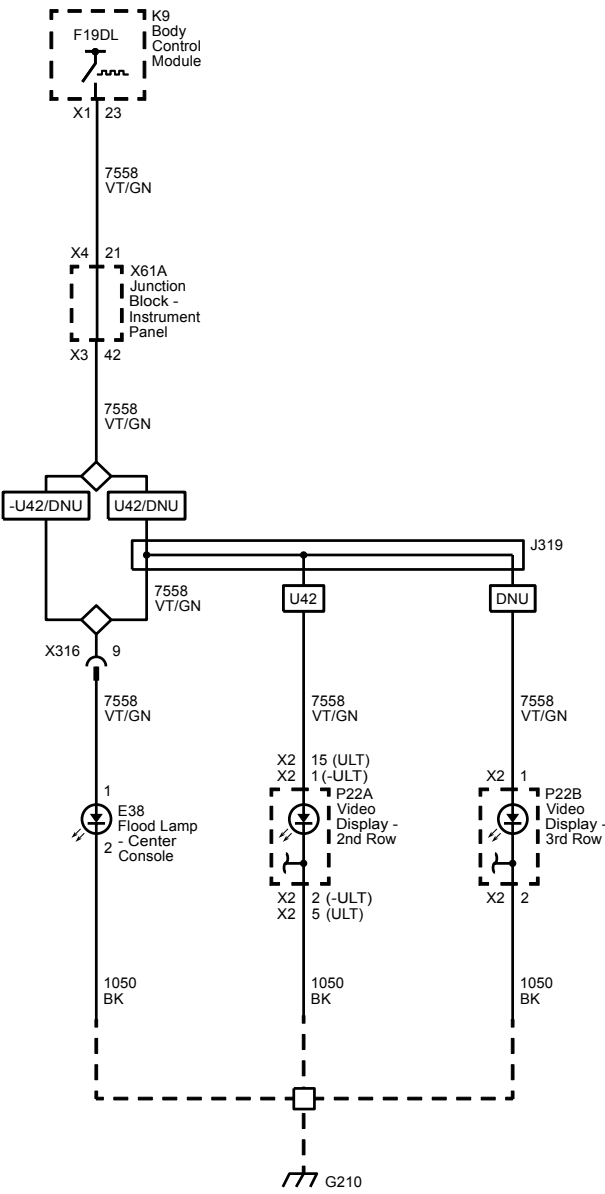 K9
Body
Control
Module
F19DL
X1 23
7558
VT/GN
X4 21
X61A
Junction
Block -
Instrument
Panel
X3 42
7558
VT/GN
-U42/DNU
U42/DNU
J319
7558
VT/GN
U42
DNU
X316 9
7558
VT/GN
7558
VT/GN
7558
VT/GN
X2 15 (ULT)
X2 1 (-ULT)
X2 1
1
E38
Flood Lamp
- Center
Console
2
P22A
Video
Display -
2nd Row
P22B
Video
Display -
3rd Row
X2 2 (-ULT)
X2 5 (ULT)
X2 2
1050
BK
1050
BK
1050
BK
G210